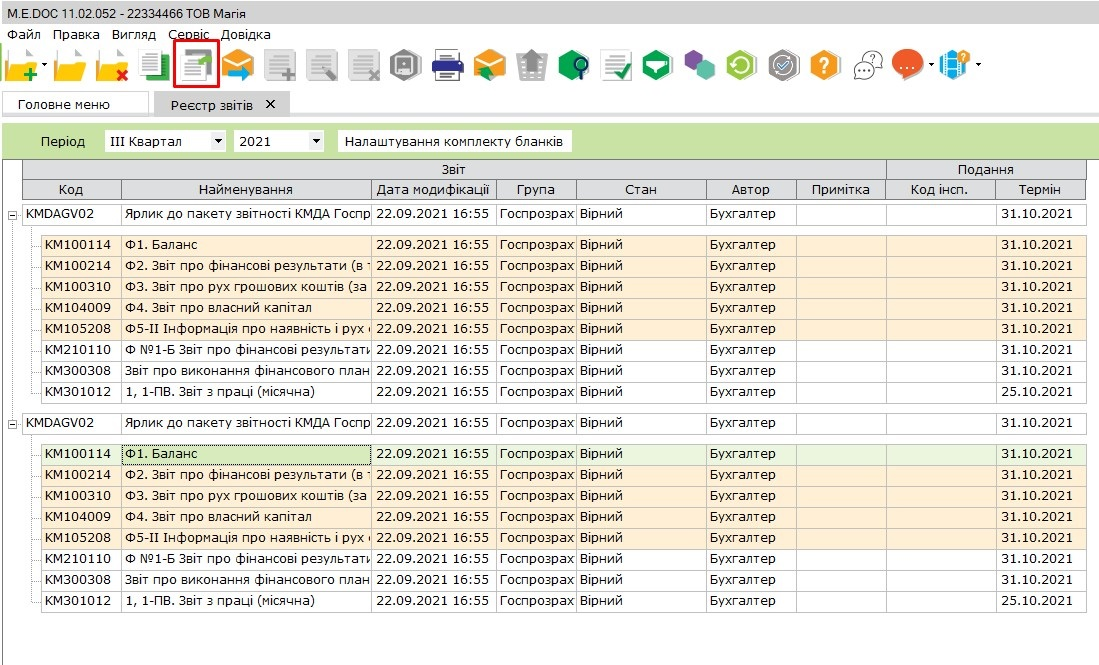 M.E.DOC 11.02.052 - 22334466 ТОВ Магія
Файл Правка Вигляд Сервіс Довідка
Головне меню Реєстр звітів ✕
Період III Квартал 2021 Налаштування комплекту бланків
Звіт Подання
Код Найменування Дата модифікації Група Стан Автор Примітка Код інсп. Термін
KMDAGV02 Ярлик до пакету звітності КМДА Госпр 22.09.2021 16:55 Госпрозрах Вірний Бухгалтер 31.10.2021
KM100114 Ф1. Баланс 22.09.2021 16:55 Госпрозрах Вірний Бухгалтер 31.10.2021
KM100214 Ф2. Звіт про фінансові результати (в т 22.09.2021 16:55 Госпрозрах Вірний Бухгалтер 31.10.2021
KM100310 Ф3. Звіт про рух грошових коштів (за 22.09.2021 16:55 Госпрозрах Вірний Бухгалтер 31.10.2021
KM104009 Ф4. Звіт про власний капітал 22.09.2021 16:55 Госпрозрах Вірний Бухгалтер 31.10.2021
KM105208 Ф5-ІІ Інформація про наявність і рух 22.09.2021 16:55 Госпрозрах Вірний Бухгалтер 31.10.2021
KM210110 Ф №1-Б Звіт про фінансові результати 22.09.2021 16:55 Госпрозрах Вірний Бухгалтер 31.10.2021
KM300308 Звіт про виконання фінансового план 22.09.2021 16:55 Госпрозрах Вірний Бухгалтер 31.10.2021
KM301012 1, 1-ПВ. Звіт з праці (місячна) 22.09.2021 16:55 Госпрозрах Вірний Бухгалтер 25.10.2021
KMDAGV02 Ярлик до пакету звітності КМДА Госпр 22.09.2021 16:55 Госпрозрах Вірний Бухгалтер 31.10.2021
KM100114 Ф1. Баланс 22.09.2021 16:55 Госпрозрах Вірний Бухгалтер 31.10.2021
KM100214 Ф2. Звіт про фінансові результати (в т 22.09.2021 16:55 Госпрозрах Вірний Бухгалтер 31.10.2021
KM100310 Ф3. Звіт про рух грошових коштів (за 22.09.2021 16:55 Госпрозрах Вірний Бухгалтер 31.10.2021
KM104009 Ф4. Звіт про власний капітал 22.09.2021 16:55 Госпрозрах Вірний Бухгалтер 31.10.2021
KM105208 Ф5-ІІ Інформація про наявність і рух 22.09.2021 16:55 Госпрозрах Вірний Бухгалтер 31.10.2021
KM210110 Ф №1-Б Звіт про фінансові результати 22.09.2021 16:55 Госпрозрах Вірний Бухгалтер 31.10.2021
KM300308 Звіт про виконання фінансового план 22.09.2021 16:55 Госпрозрах Вірний Бухгалтер 31.10.2021
KM301012 1, 1-ПВ. Звіт з праці (місячна) 22.09.2021 16:55 Госпрозрах Вірний Бухгалтер 25.10.2021